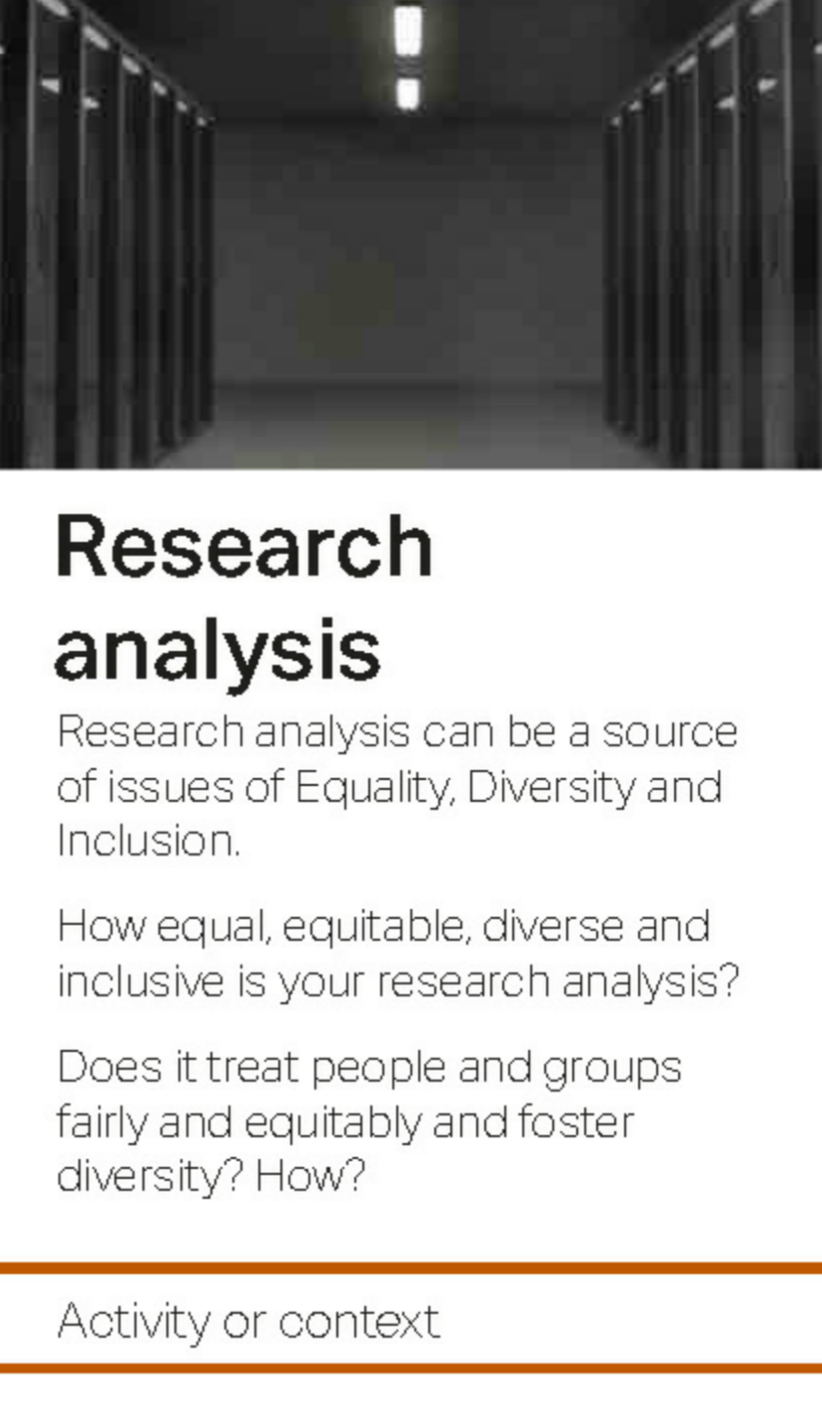 Research
analysis
Research analysis can be a source
of issues of Equality, Diversity and
Inclusion.
How equal, equitable, diverse and
inclusive is your research analysis?
Does it treat people and groups
fairly and equitably and foster
diversity? How?
Activity or context